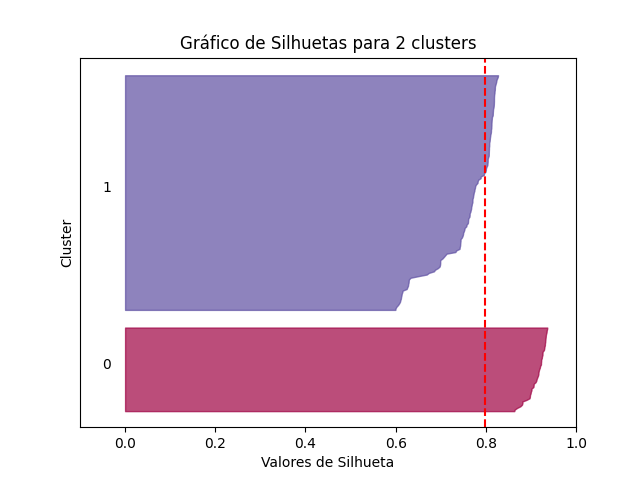 Gráfico de Silhuetas para 2 clusters
Cluster
1
0
0.0 0.2 0.4 0.6 0.8 1.0
Valores de Silhueta